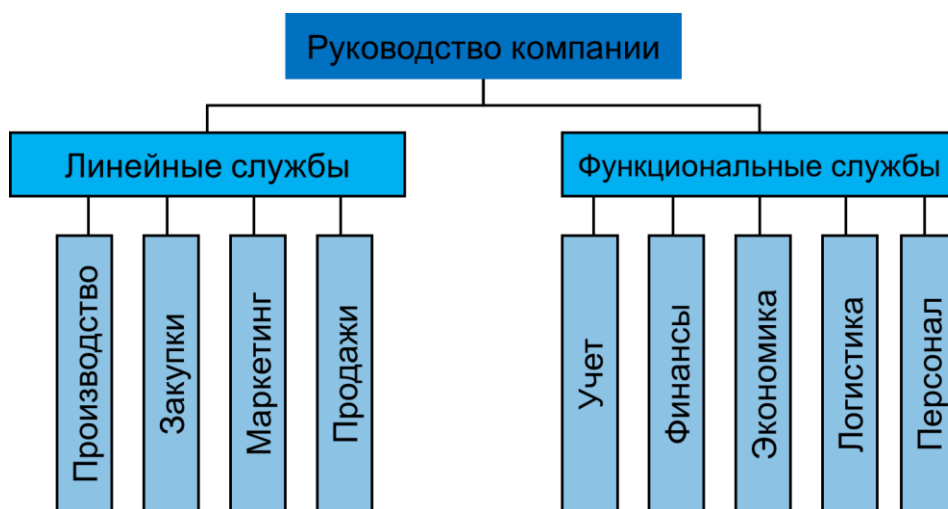 Руководство компании
Линейные службы
Функциональные службы
Производство
Закупки
Маркетинг
Продажи
Учет
Финансы
Экономика
Логистика
Персонал